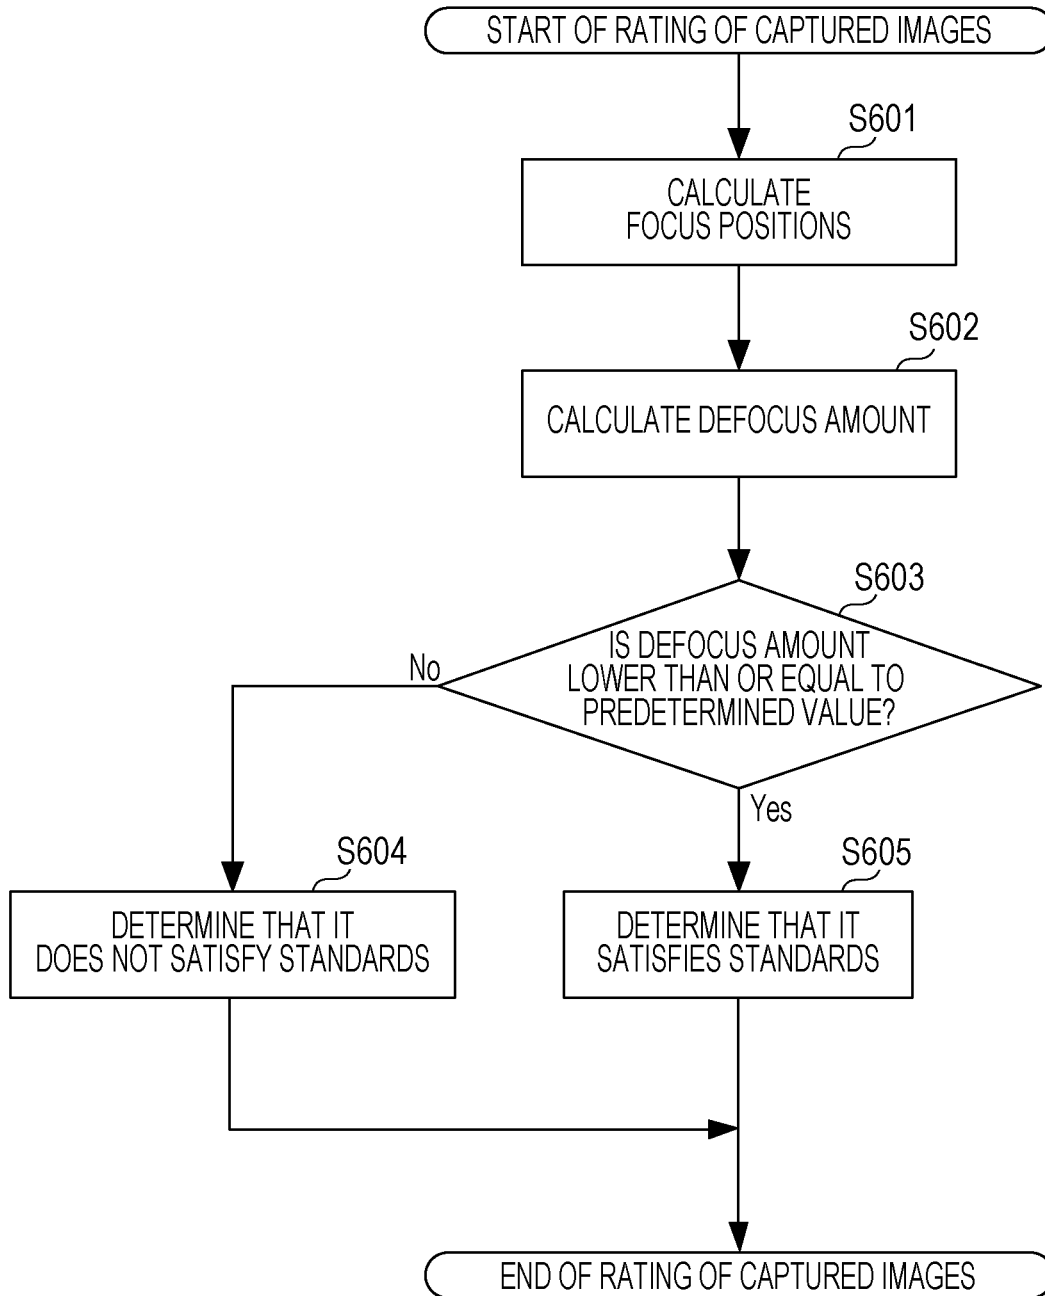 START OF RATING OF CAPTURED IMAGES
S601
CALCULATE
FOCUS POSITIONS
S602
CALCULATE DEFOCUS AMOUNT
S603
IS DEFOCUS AMOUNT
LOWER THAN OR EQUAL TO
PREDETERMINED VALUE?
No
Yes
S604
DETERMINE THAT IT
DOES NOT SATISFY STANDARDS
S605
DETERMINE THAT IT
SATISFIES STANDARDS
END OF RATING OF CAPTURED IMAGES